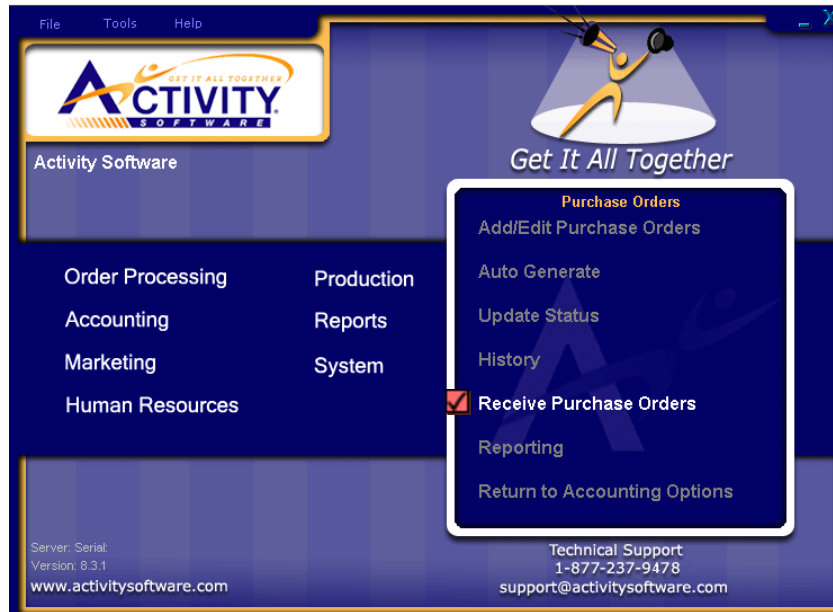 File Tools Help
GET IT ALL TOGETHER
ACTIVITY
SOFTWARE
Activity Software
Get It All Together
Purchase Orders
Add/Edit Purchase Orders
Auto Generate
Update Status
History
Receive Purchase Orders
Reporting
Return to Accounting Options
Order Processing
Accounting
Marketing
Human Resources
Production
Reports
System
Server: Serial:
Version: 8.3.1
www.activitysoftware.com
Technical Support
1-877-237-9478
support@activitysoftware.com